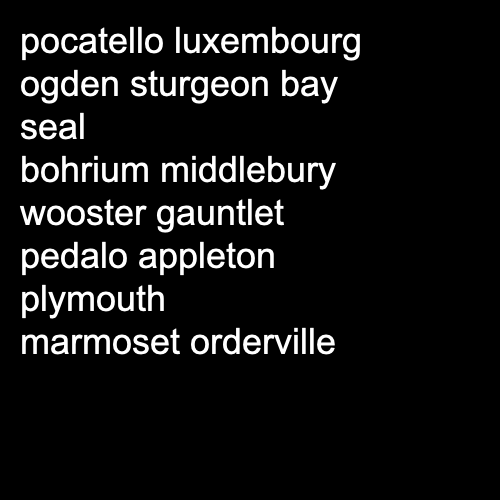 pocatello luxembourg
ogden sturgeon bay
seal
bohrium middlebury
wooster gauntlet
pedalo appleton
plymouth
marmoset orderville